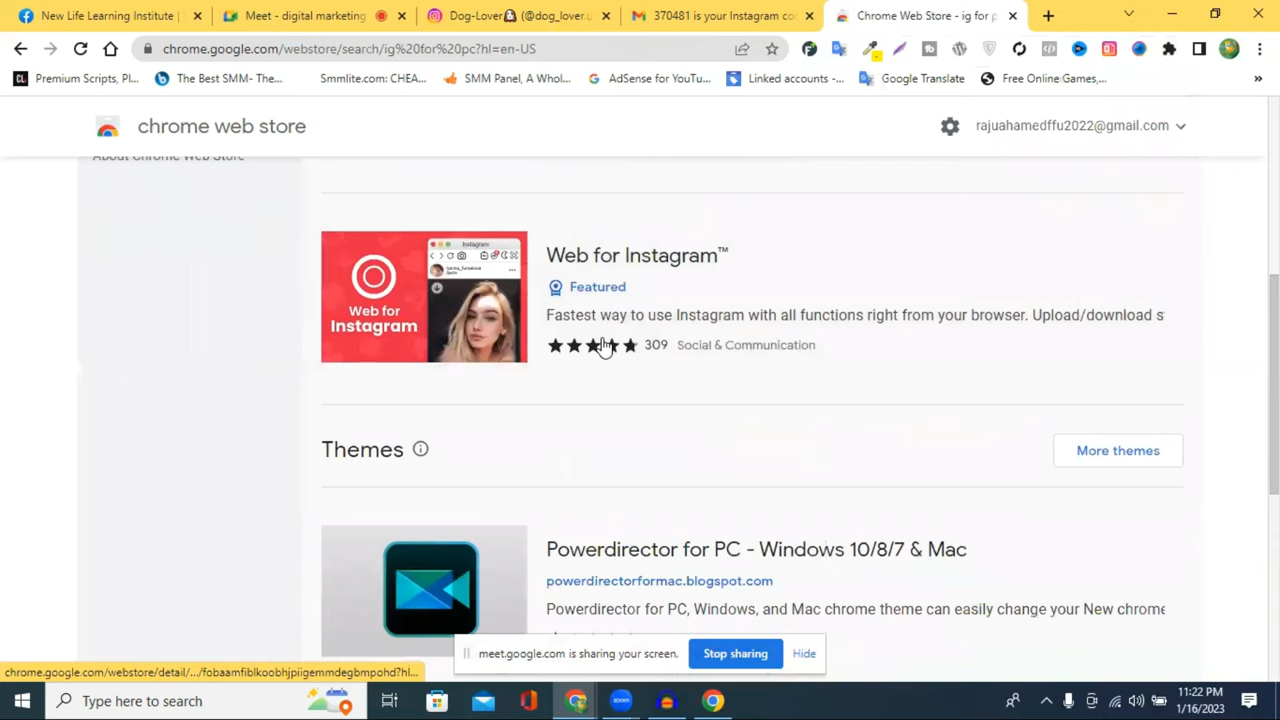 New Life Learning Institute |
Meet - digital marketing
Dog-Lover (@dog_lover.u
370481 is your Instagram co
Chrome Web Store - ig for p
chrome.google.com/webstore/search/ig%20for%20pc?hl=en-US
Premium Scripts, Pl...
The Best SMM- The...
Smmlite.com: CHEA...
SMM Panel, A Whol...
AdSense for YouTu...
Linked accounts -...
Google Translate
Free Online Games,...
»
chrome web store
rajuahamedffu2022@gmail.com
About Chrome Web Store
Instagram
Web for
Instagram
Web for Instagram™
Featured
Fastest way to use Instagram with all functions right from your browser. Upload/download s
309 Social & Communication
Themes
More themes
Powerdirector for PC - Windows 10/8/7 & Mac
powerdirectorformac.blogspot.com
Powerdirector for PC, Windows, and Mac chrome theme can easily change your New chrome
meet.google.com is sharing your screen.
Stop sharing
Hide
chrome.google.com/webstore/detail/.../fobaamfiblkoobhjpiigemmdegbmpohd?hl...
Type here to search
zoom
11:22 PM
1/16/2023